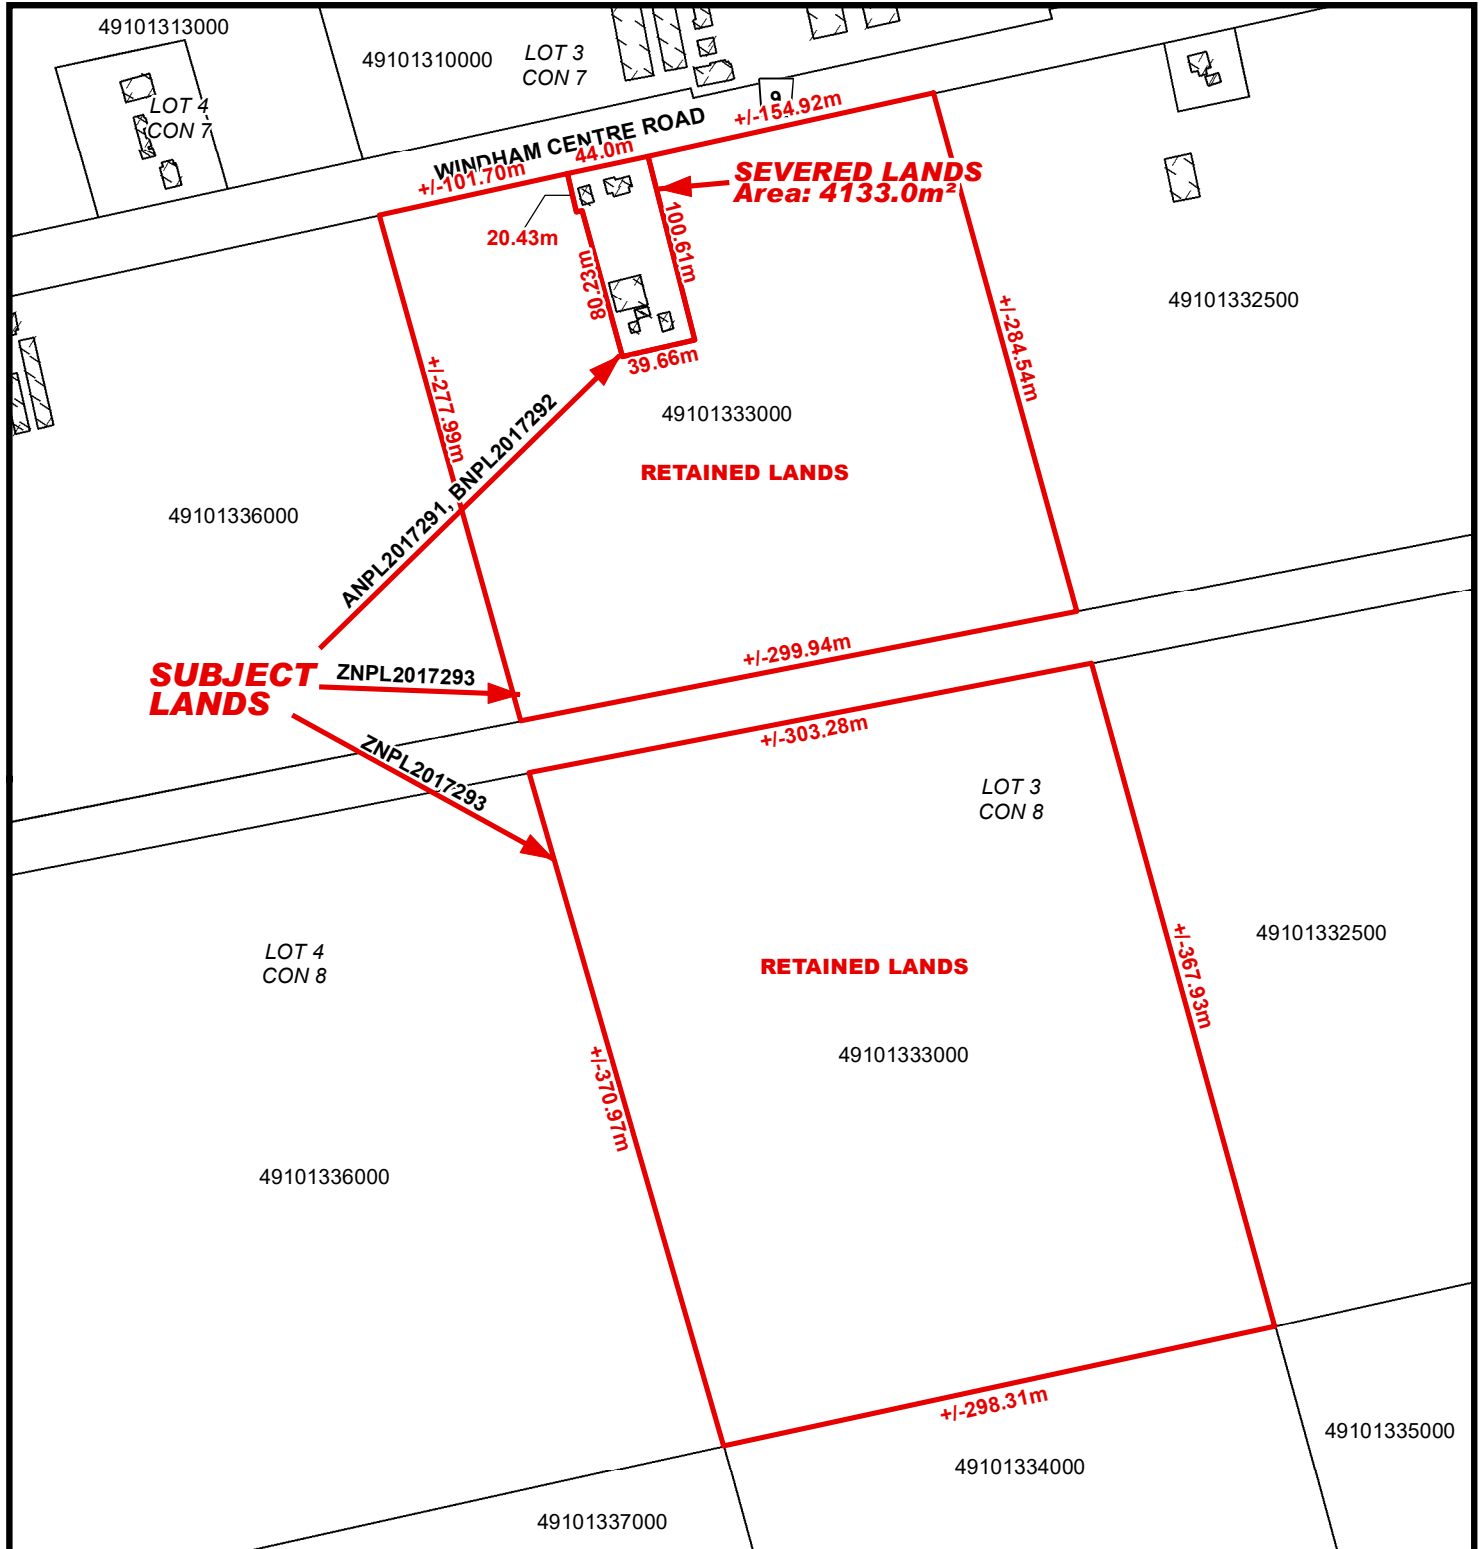 49101313000
49101310000
LOT 3
CON 7
LOT 4
CON 7
9
WINDHAM CENTRE ROAD
+/-154.92m
44.0m
+/-101.70m
SEVERED LANDS
Area: 4133.0m²
20.43m
100.61m
80.23m
39.66m
49101332500
+/-284.54m
+/-277.99m
49101333000
RETAINED LANDS
ANPL2017291, BNPL2017292
49101336000
+/-299.94m
SUBJECT
LANDS
ZNPL2017293
ZNPL2017293
+/-303.28m
LOT 3
CON 8
LOT 4
CON 8
49101332500
+/-367.93m
RETAINED LANDS
49101333000
+/-370.97m
49101336000
+/-298.31m
49101335000
49101334000
49101337000